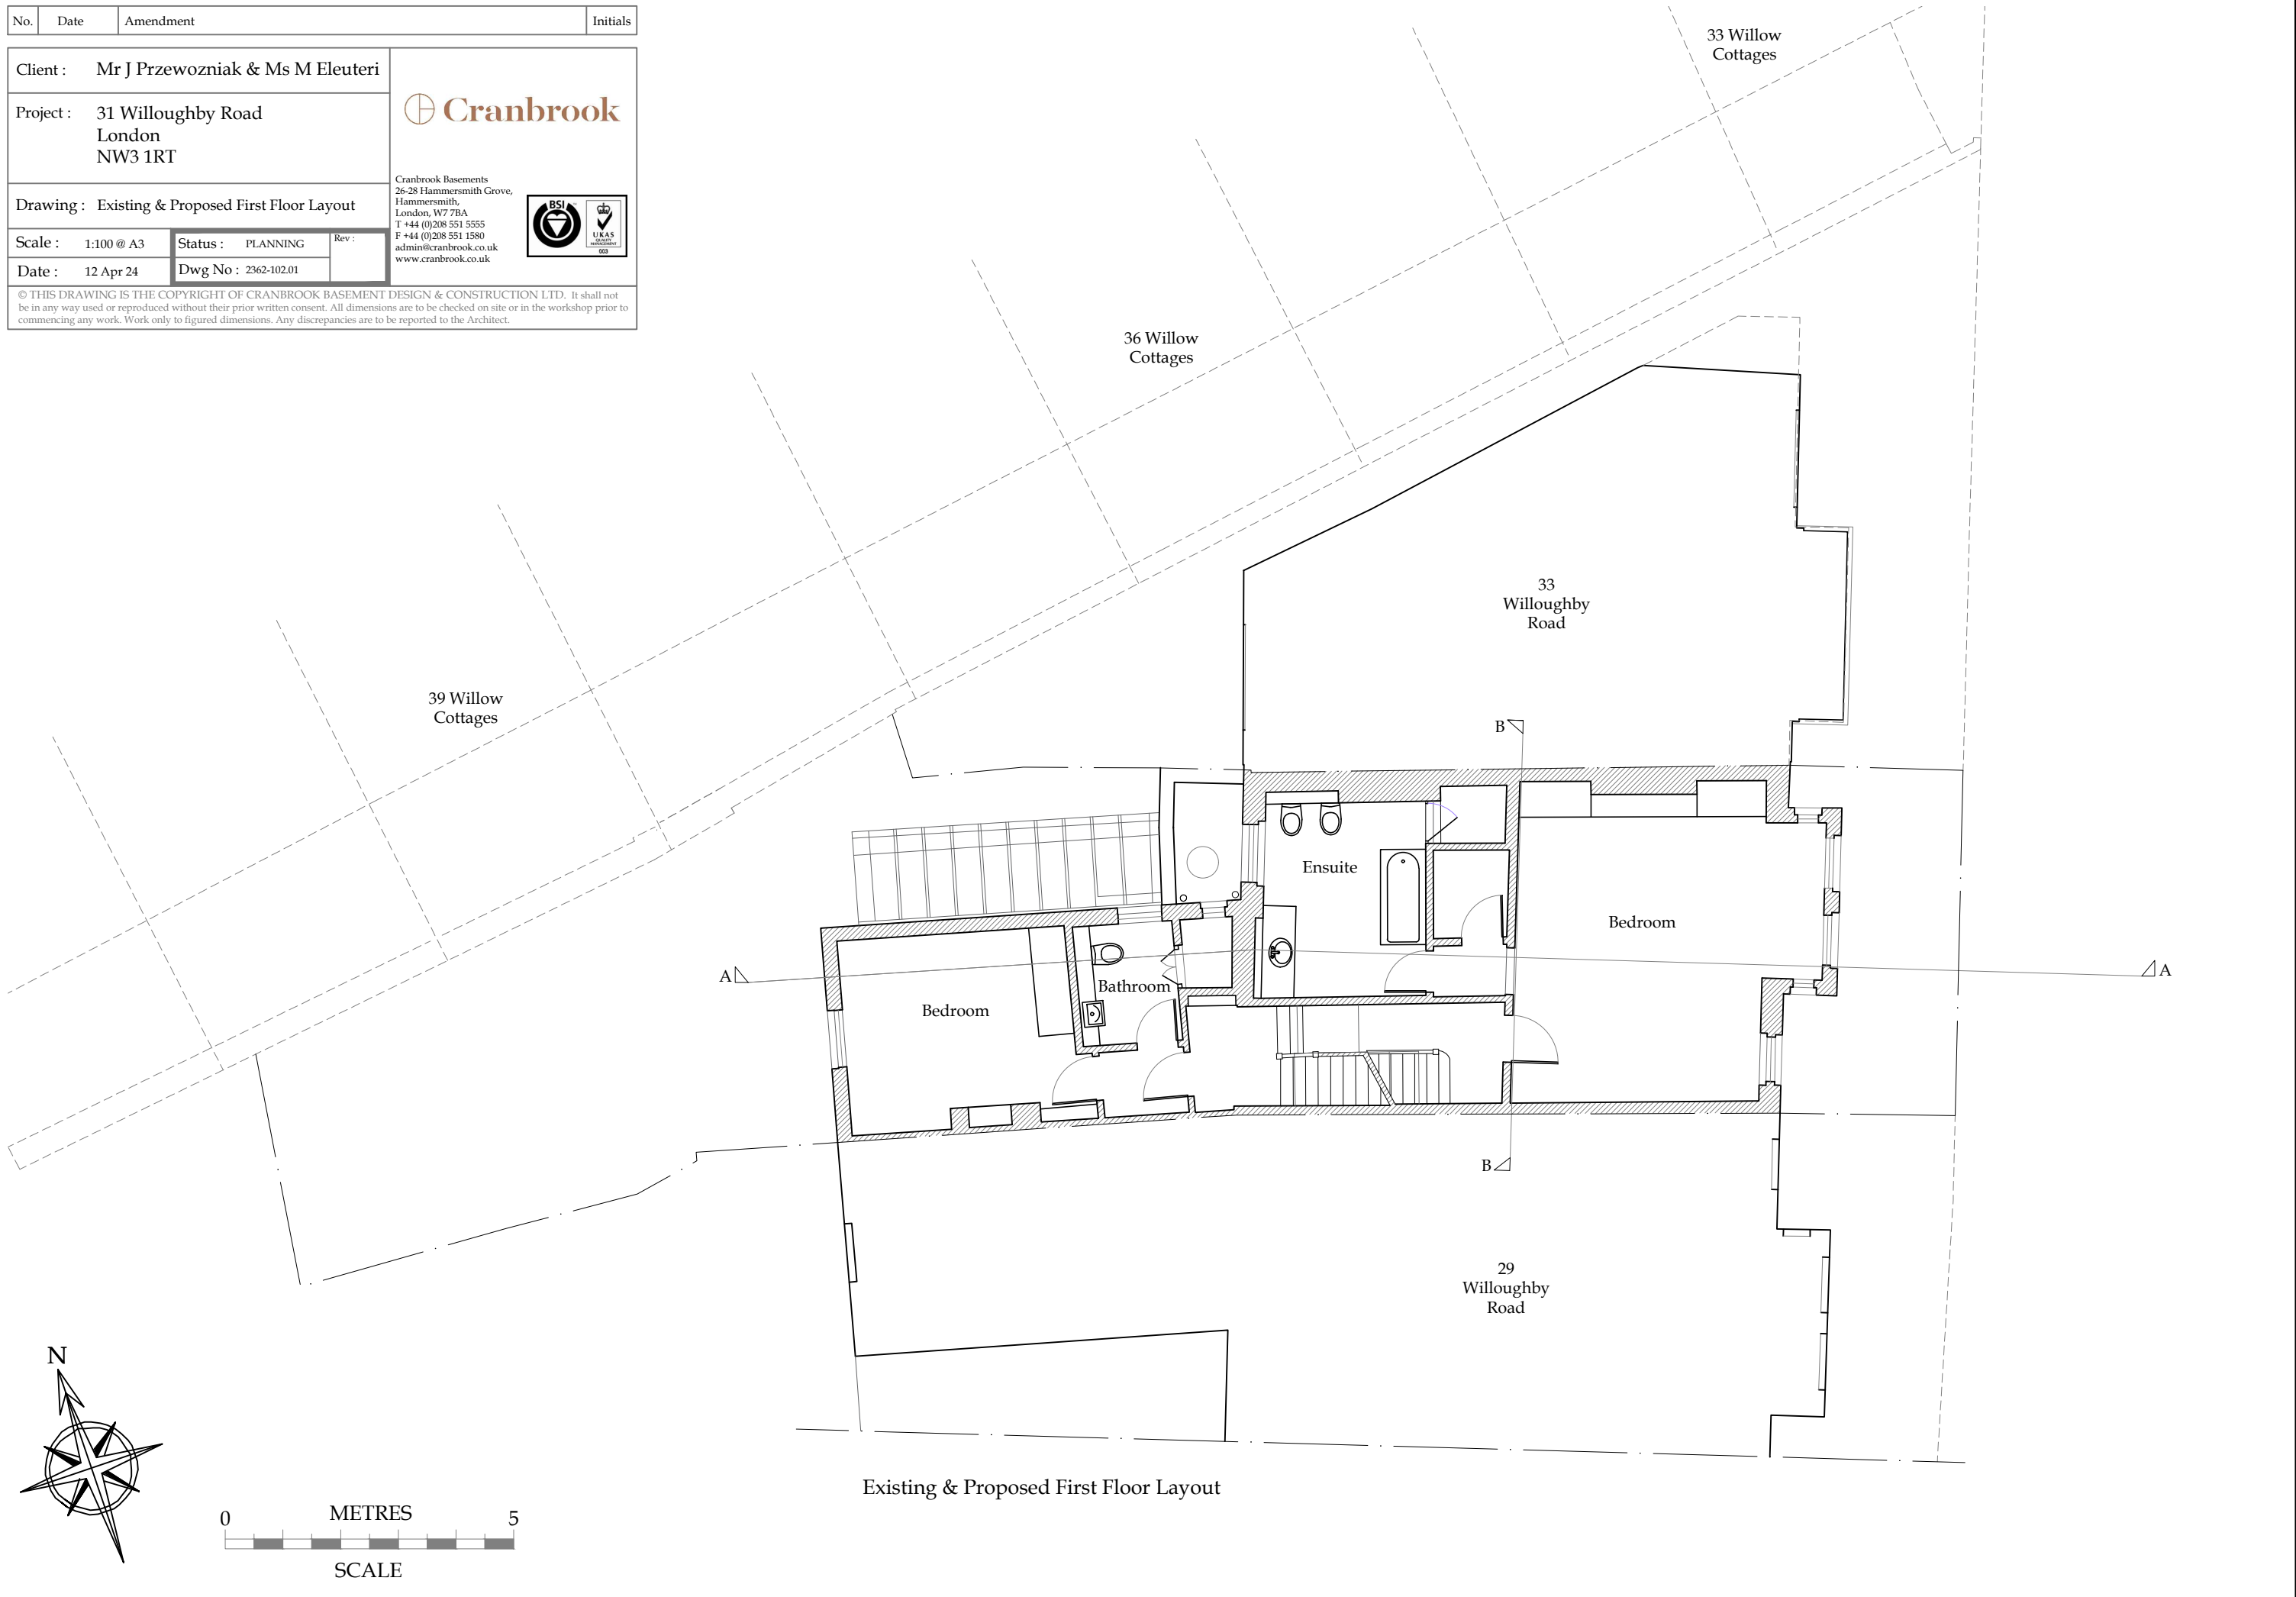 No. Date Amendment Initials
Client : Mr J Przewozniak & Ms M Eleuteri
Project : 31 Willoughby Road
London
NW3 1RT
Drawing : Existing & Proposed First Floor Layout
Scale : 1:100 @ A3
Status : PLANNING
Rev :
Date : 12 Apr 24
Dwg No : 2362-102.01
Cranbrook
Cranbrook Basements
26-28 Hammersmith Grove,
Hammersmith,
London, W7 7BA
T +44 (0)208 551 5555
F +44 (0)208 551 1580
admin@cranbrook.co.uk
www.cranbrook.co.uk
BSI
UKAS
QUALITY
MANAGEMENT
003
© THIS DRAWING IS THE COPYRIGHT OF CRANBROOK BASEMENT DESIGN & CONSTRUCTION LTD. It shall not
be in any way used or reproduced without their prior written consent. All dimensions are to be checked on site or in the workshop prior to
commencing any work. Work only to figured dimensions. Any discrepancies are to be reported to the Architect.
33 Willow
Cottages
36 Willow
Cottages
39 Willow
Cottages
33
Willoughby
Road
B
Ensuite
Bedroom
A
A
Bathroom
Bedroom
B
29
Willoughby
Road
N
Existing & Proposed First Floor Layout
0 METRES 5
SCALE